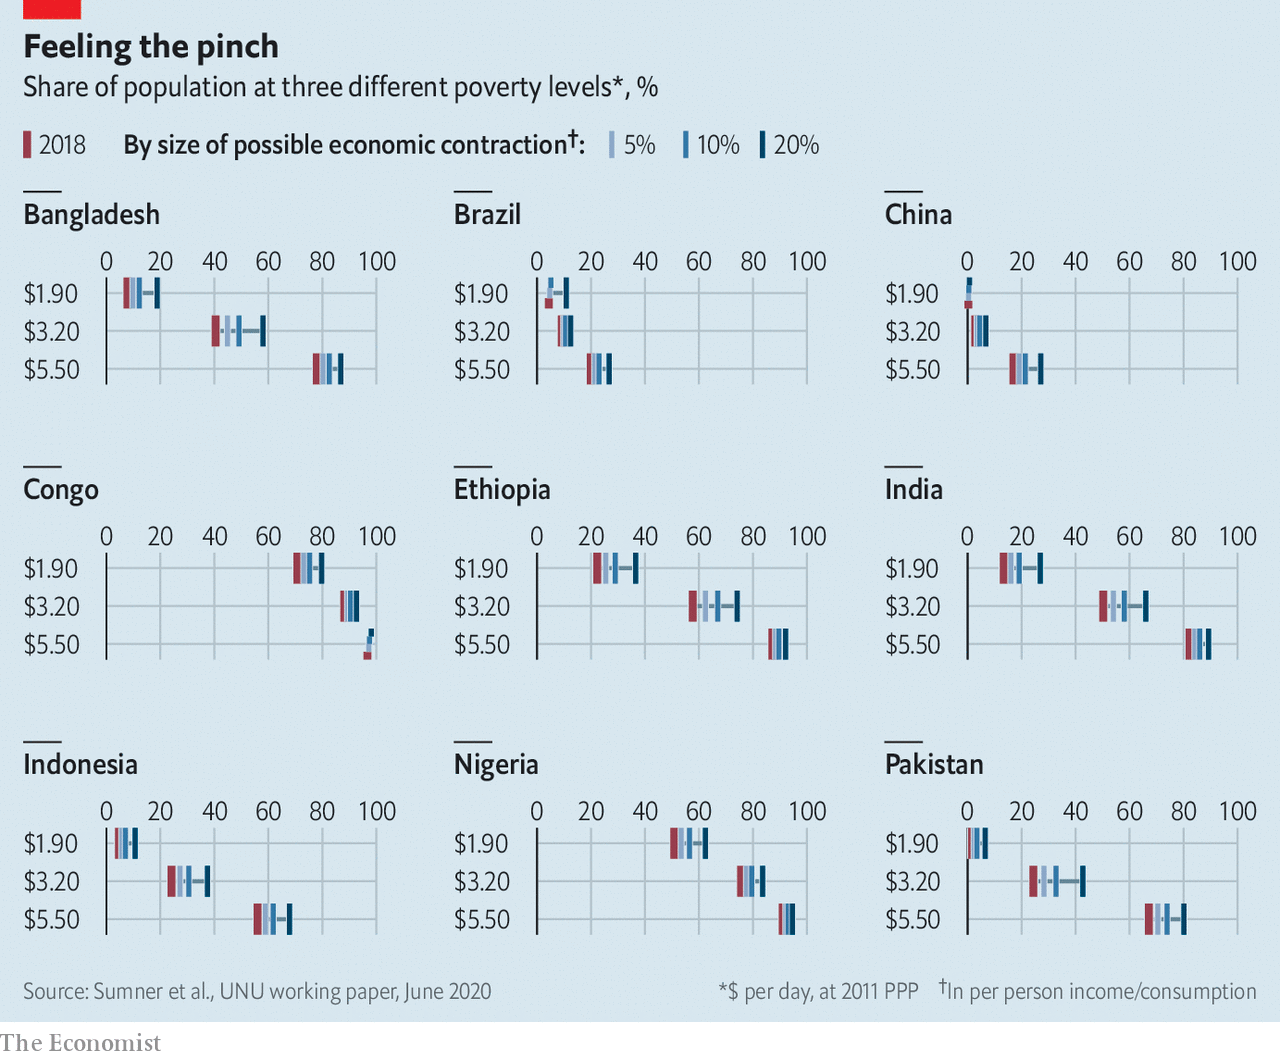 Feeling the pinch
Share of population at three different poverty levels*, %
2018 By size of possible economic contraction†: 5% 10% 20%
Bangladesh
0 20 40 60 80 100
$1.90
$3.20
$5.50
Brazil
0 20 40 60 80 100
$1.90
$3.20
$5.50
China
0 20 40 60 80 100
$1.90
$3.20
$5.50
Congo
0 20 40 60 80 100
$1.90
$3.20
$5.50
Ethiopia
0 20 40 60 80 100
$1.90
$3.20
$5.50
India
0 20 40 60 80 100
$1.90
$3.20
$5.50
Indonesia
0 20 40 60 80 100
$1.90
$3.20
$5.50
Nigeria
0 20 40 60 80 100
$1.90
$3.20
$5.50
Pakistan
0 20 40 60 80 100
$1.90
$3.20
$5.50
Source: Sumner et al., UNU working paper, June 2020 *$ per day, at 2011 PPP †In per person income/consumption
The Economist